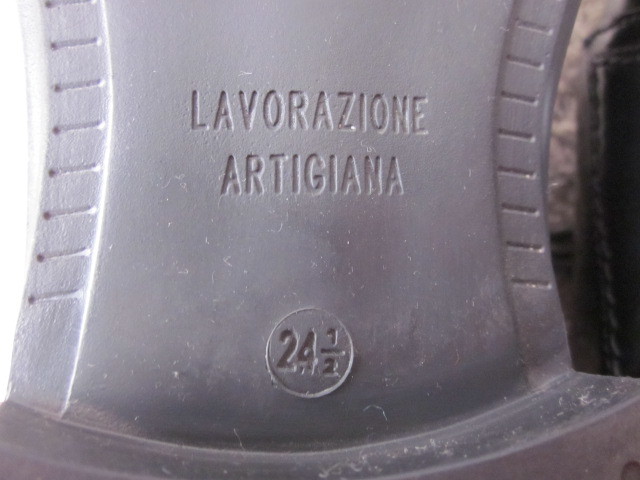 LAVORAZIONE
ARTIGIANA
24 1/2